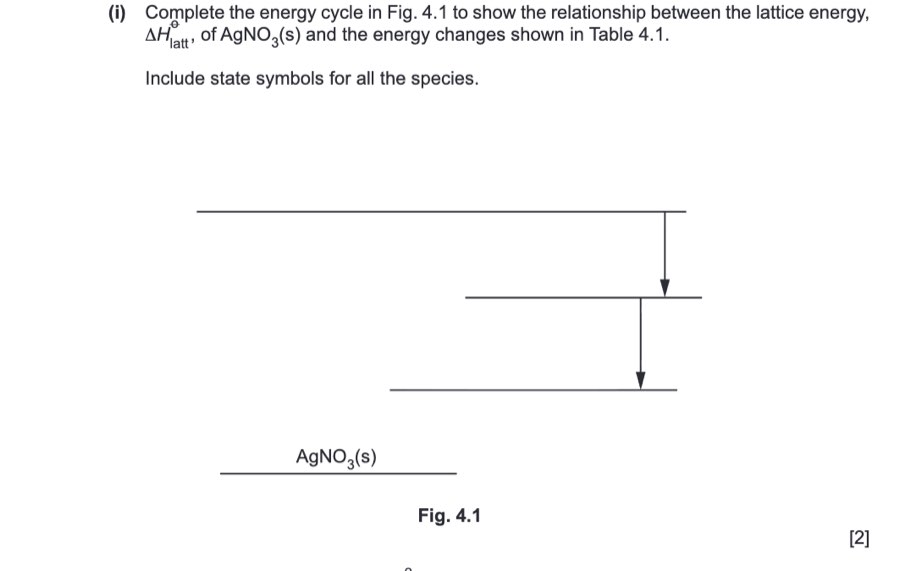 (i) Complete the energy cycle in Fig. 4.1 to show the relationship between the lattice energy,
ΔH⦵latt, of AgNO₃(s) and the energy changes shown in Table 4.1.
Include state symbols for all the species.
AgNO₃(s)
Fig. 4.1
[2]